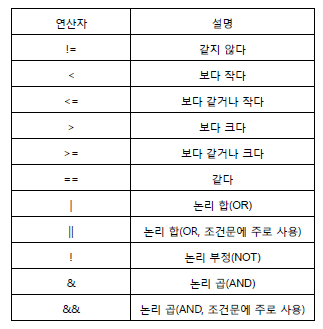 연산자 설명
!= 같지 않다
< 보다 작다
<= 보다 같거나 작다
> 보다 크다
>= 보다 같거나 크다
== 같다
| 논리 합(OR)
|| 논리 합(OR, 조건문에 주로 사용)
! 논리 부정(NOT)
& 논리 곱(AND)
&& 논리 곱(AND, 조건문에 주로 사용)